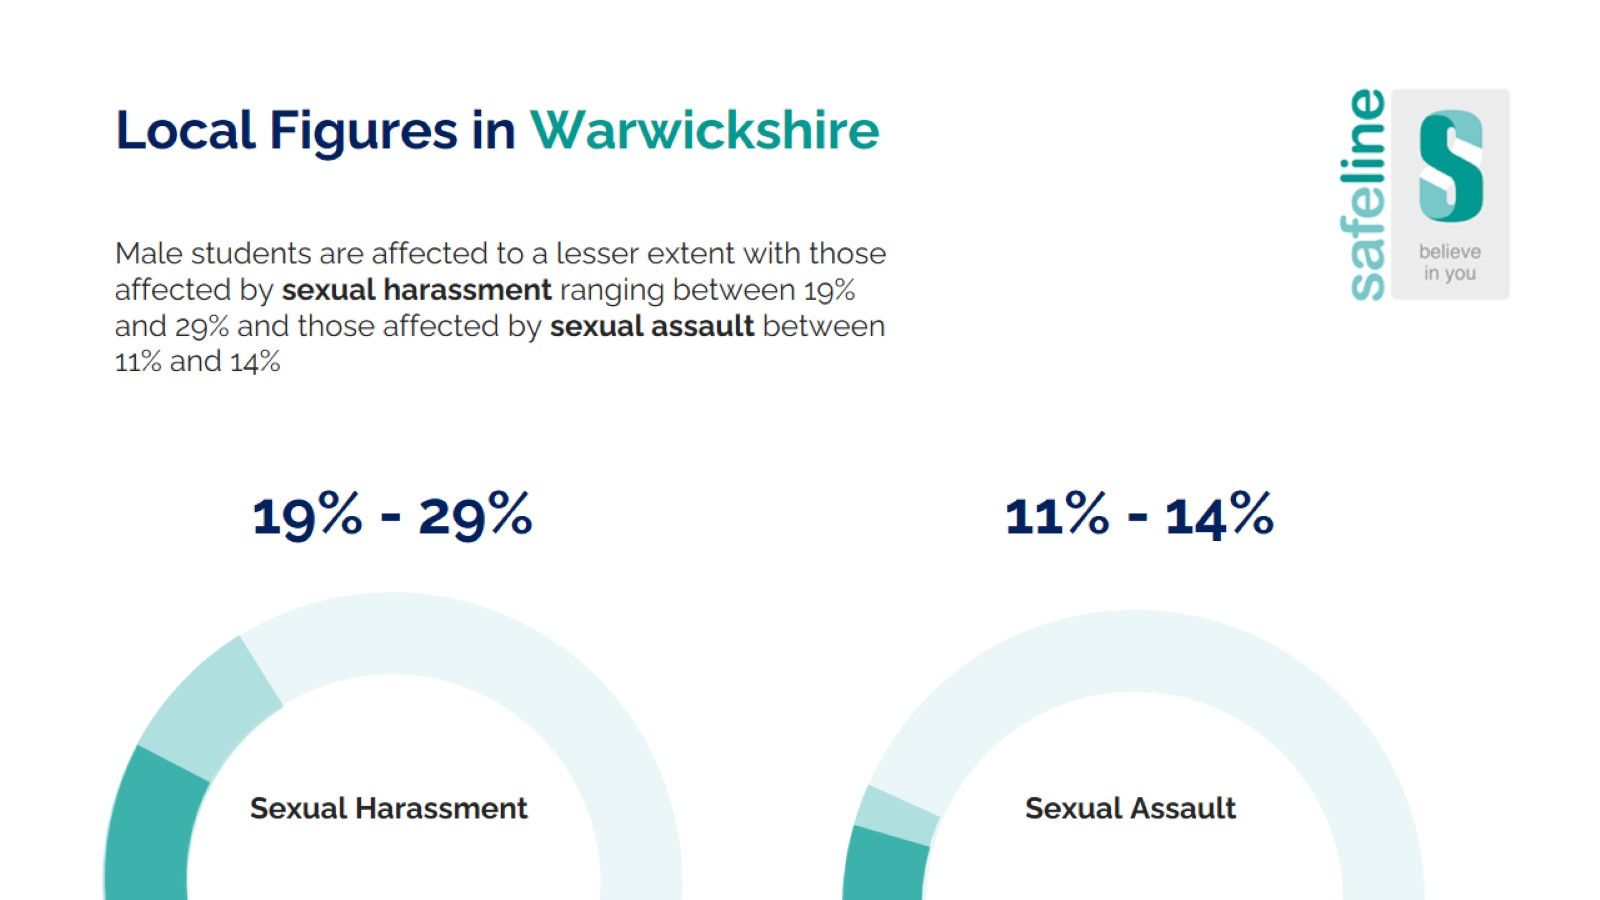 Local Figures in Warwickshire
safeline
believe
in you
Male students are affected to a lesser extent with those
affected by sexual harassment ranging between 19%
and 29% and those affected by sexual assault between
11% and 14%
19% - 29%
11% - 14%
Sexual Harassment
Sexual Assault